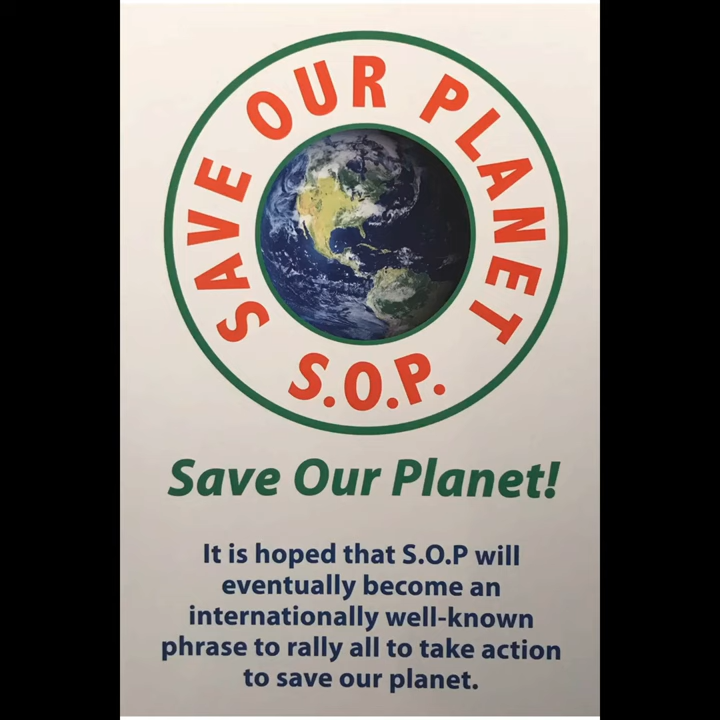 SAVE OUR PLANET
S.O.P.
Save Our Planet!
It is hoped that S.O.P will
eventually become an
internationally well-known
phrase to rally all to take action
to save our planet.